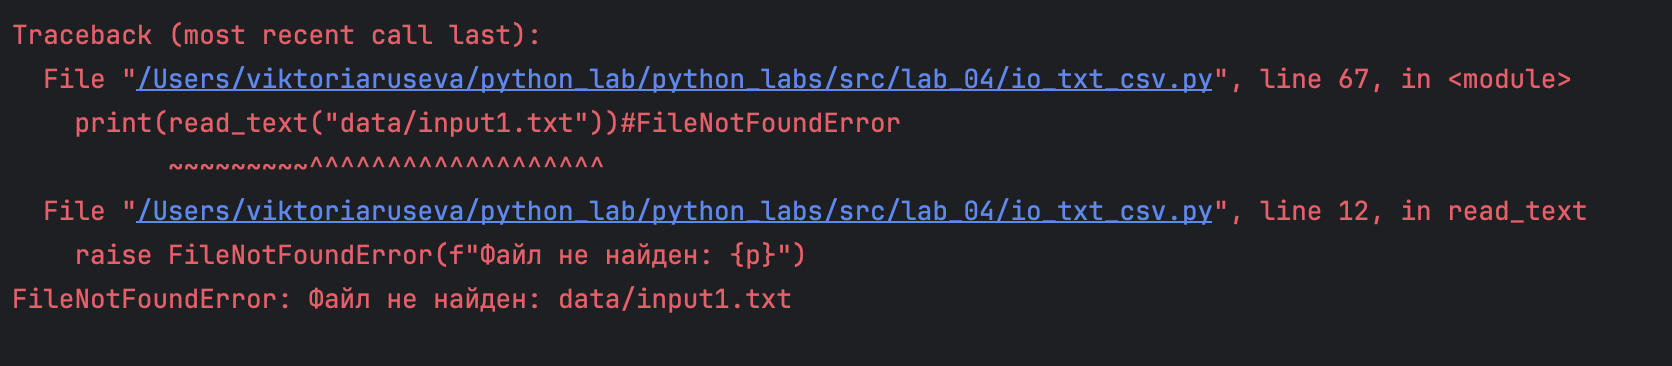 Traceback (most recent call last):
  File "/Users/viktoriaruseva/python_lab/python_labs/src/lab_04/io_txt_csv.py", line 67, in <module>
    print(read_text("data/input1.txt"))#FileNotFoundError
          ~~~~~~~~~^^^^^^^^^^^^^^^^^^^
  File "/Users/viktoriaruseva/python_lab/python_labs/src/lab_04/io_txt_csv.py", line 12, in read_text
    raise FileNotFoundError(f"Файл не найден: {p}")
FileNotFoundError: Файл не найден: data/input1.txt